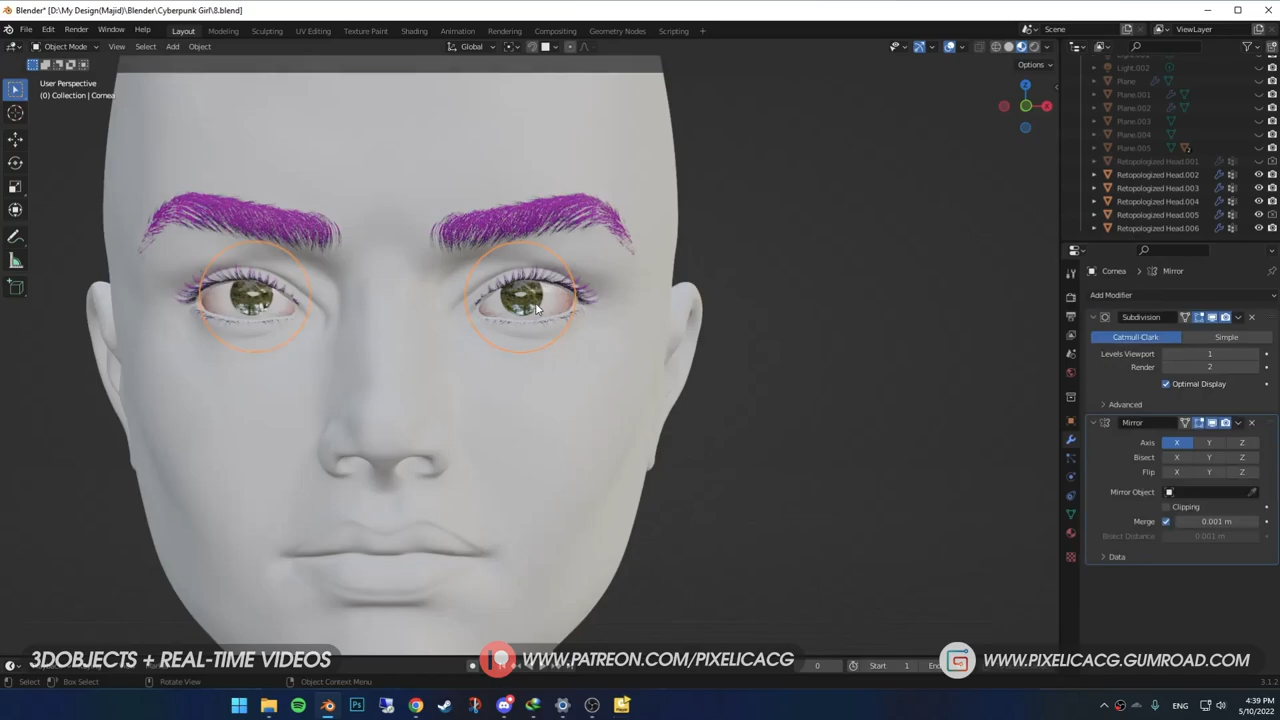 Blender* [D:\My Design(Majid)\Blender\Cyberpunk Girl\8.blend]
File Edit Render Window Help Layout Modeling Sculpting UV Editing Texture Paint Shading Animation Rendering Compositing Geometry Nodes Scripting Scene ViewLayer
Object Mode View Select Add Object Global
Options
User Perspective
(0) Collection | Cornea
Z
X
Light.002
Plane
Plane.001
Plane.002
Plane.003
Plane.004
Plane.005
Retopologized Head.001
Retopologized Head.002
Retopologized Head.003
Retopologized Head.004
Retopologized Head.005
Retopologized Head.006
Cornea Mirror
Add Modifier
Subdivision
Catmull-Clark Simple
Levels Viewport 1
Render 2
Optimal Display
Advanced
Mirror
Axis X Y Z
Bisect X Y Z
Flip X Y Z
Mirror Object
Clipping
Merge 0.001 m
Bisect Distance 0.001 m
Data
3DOBJECTS + REAL-TIME VIDEOS WWW.PATREON.COM/PIXELICACG WWW.PIXELICACG.GUMROAD.COM
0 Start 1
Select Box Select Rotate View Object Context Menu 3.1.2
ENG 4:39 PM
5/10/2022